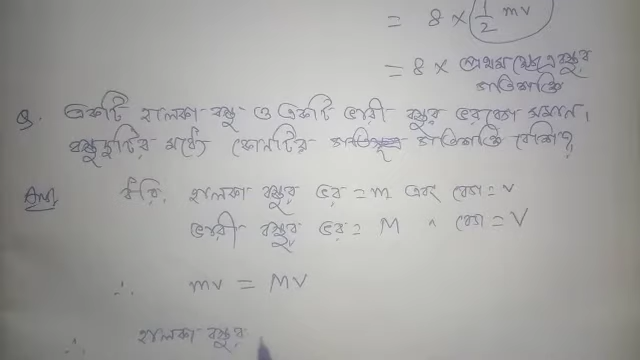 = 8 × 1/2 mv
= 8 × প্রথম ক্ষেত্রে বস্তুর
গতিশক্তি
Q. একটি হালকা বস্তু ও একটি ভারী বস্তুর ভরবেগ সমান।
বস্তুদুটির মধ্যে কোনটির গতিশক্তি বেশি?
Ans. ধরি, হালকা বস্তুর ভর = m এবং বেগ = v
ভারী বস্তুর ভর = M " বেগ = V
∴ mv = MV
∴ হালকা বস্তুর